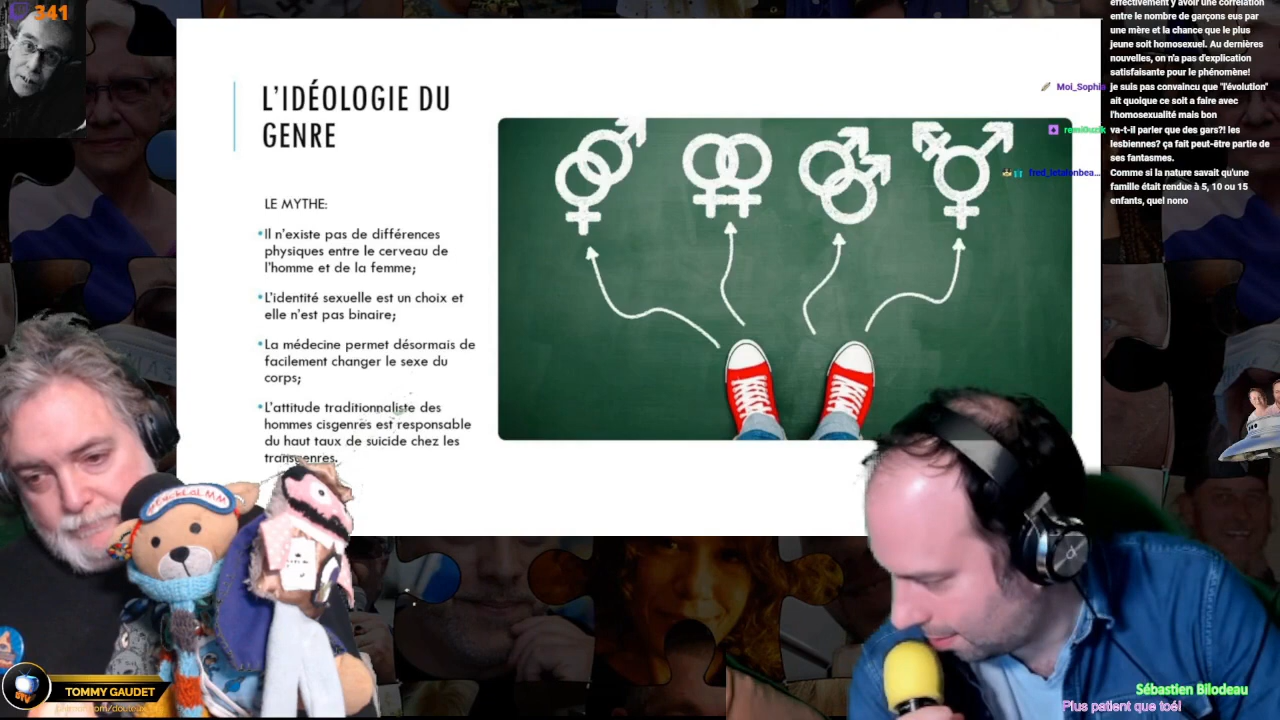 341
L'IDÉOLOGIE DU
GENRE
LE MYTHE:
•Il n'existe pas de différences
physiques entre le cerveau de
l'homme et de la femme;
•L'identité sexuelle est un choix et
elle n'est pas binaire;
•La médecine permet désormais de
facilement changer le sexe du
corps;
•L'attitude traditionnaliste des
hommes cisgenres est responsable
du haut taux de suicide chez les
transgenres.
effectivement y avoir une corrélation
entre le nombre de garçons eus par
une mère et la chance que le plus
jeune soit homosexuel. Au dernières
nouvelles, on n'a pas d'explication
satisfaisante pour le phénomène!
Moi_Sophie je suis pas convaincu que "l'évolution"
ait quoique ce soit a faire avec
l'homosexualité mais bon
va-t-il parler que des gars?! les
lesbiennes? ça fait peut-être partie de
ses fantasmes.
Comme si la nature savait qu'une
famille était rendue à 5, 10 ou 15
enfants, quel nono
TOMMY GAUDET
Sébastien Bilodeau
Plus patient que toé!